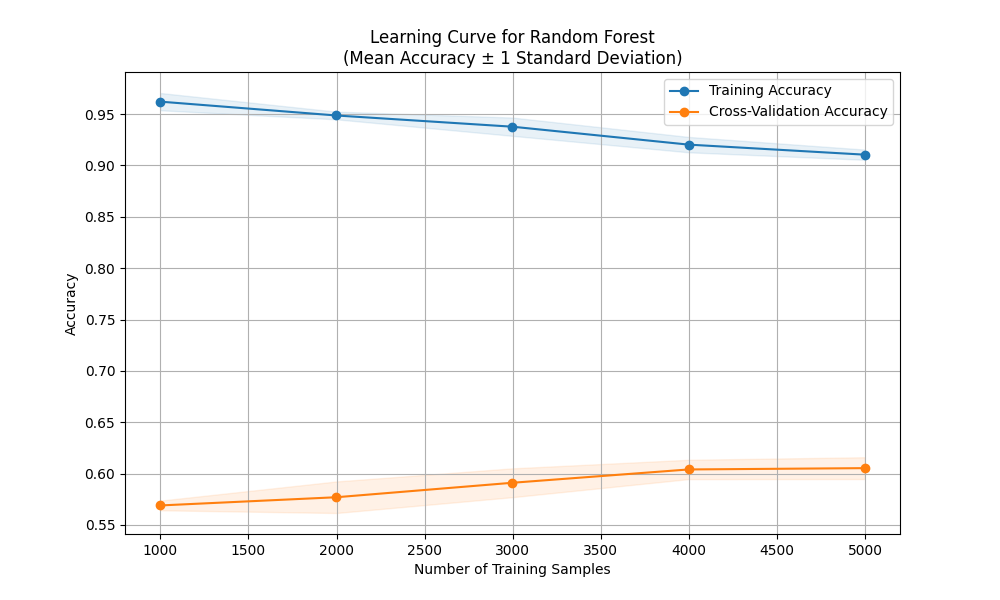 Learning Curve for Random Forest
(Mean Accuracy ± 1 Standard Deviation)
Training Accuracy
Cross-Validation Accuracy
Accuracy
0.95
0.90
0.85
0.80
0.75
0.70
0.65
0.60
0.55
1000 1500 2000 2500 3000 3500 4000 4500 5000
Number of Training Samples